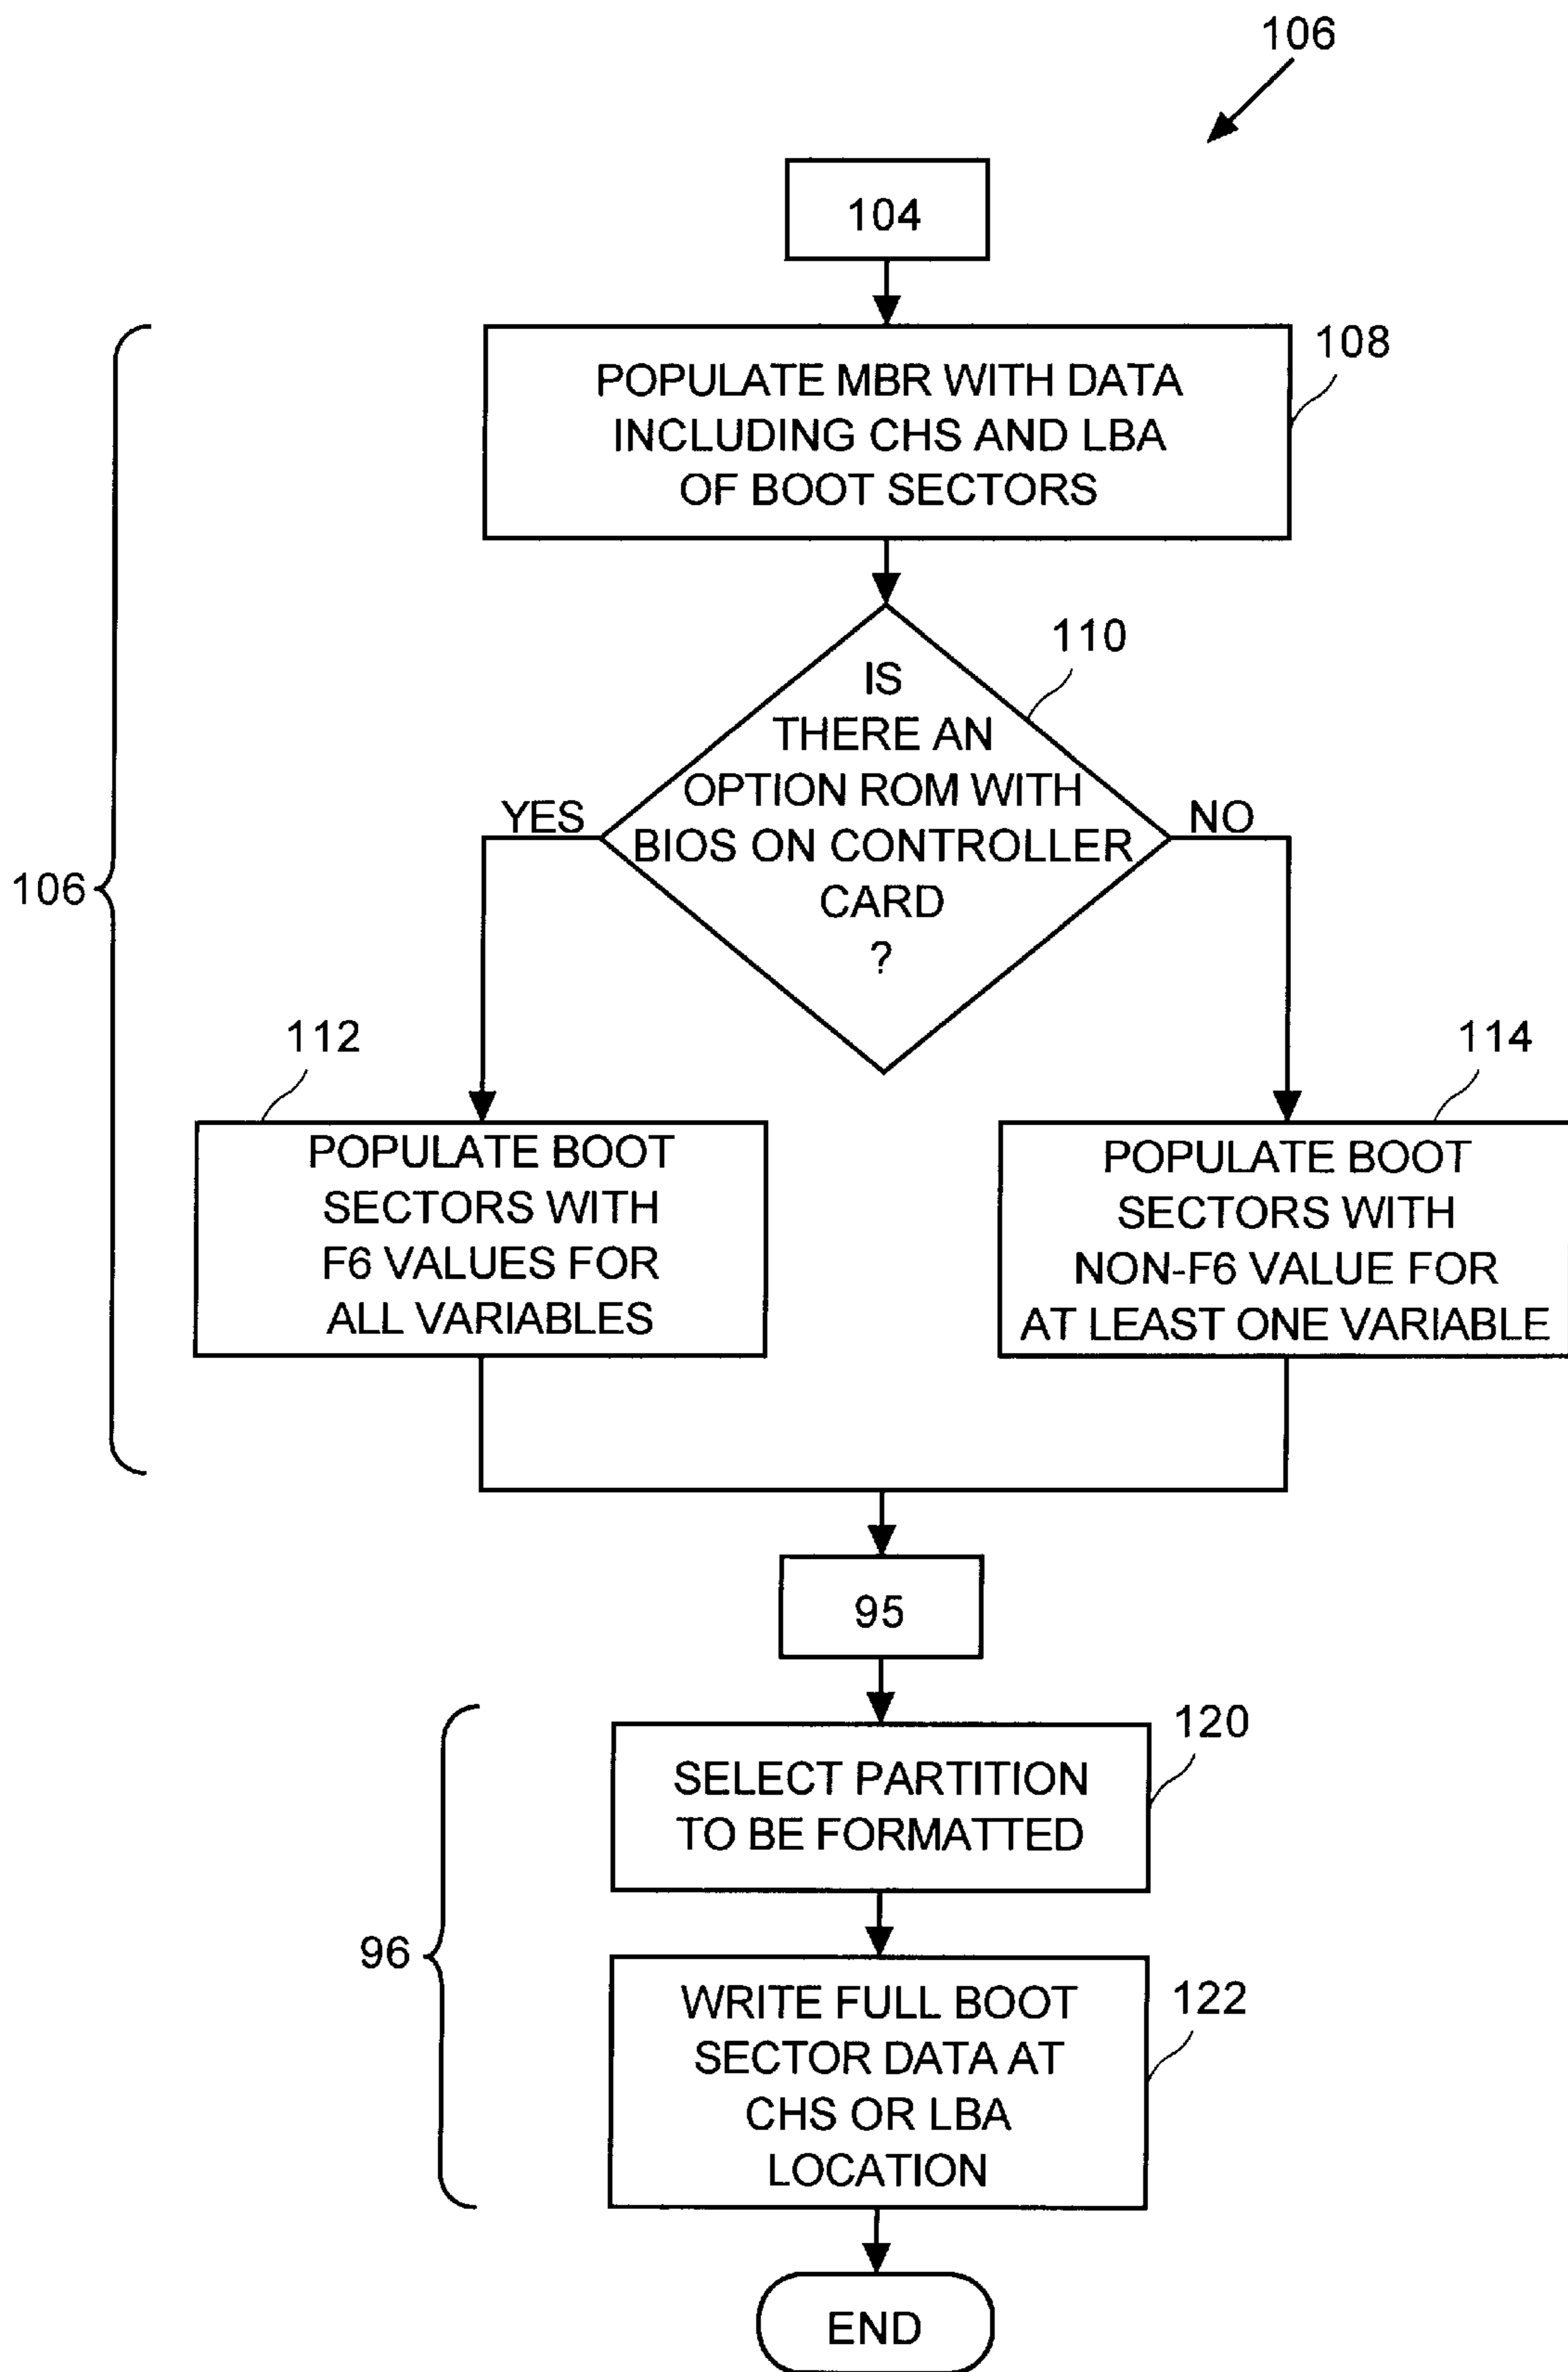 106
104
108
POPULATE MBR WITH DATA
INCLUDING CHS AND LBA
OF BOOT SECTORS
110
IS
THERE AN
OPTION ROM WITH
BIOS ON CONTROLLER
CARD
?
YES
NO
106
112
POPULATE BOOT
SECTORS WITH
F6 VALUES FOR
ALL VARIABLES
114
POPULATE BOOT
SECTORS WITH
NON-F6 VALUE FOR
AT LEAST ONE VARIABLE
95
96
120
SELECT PARTITION
TO BE FORMATTED
122
WRITE FULL BOOT
SECTOR DATA AT
CHS OR LBA
LOCATION
END